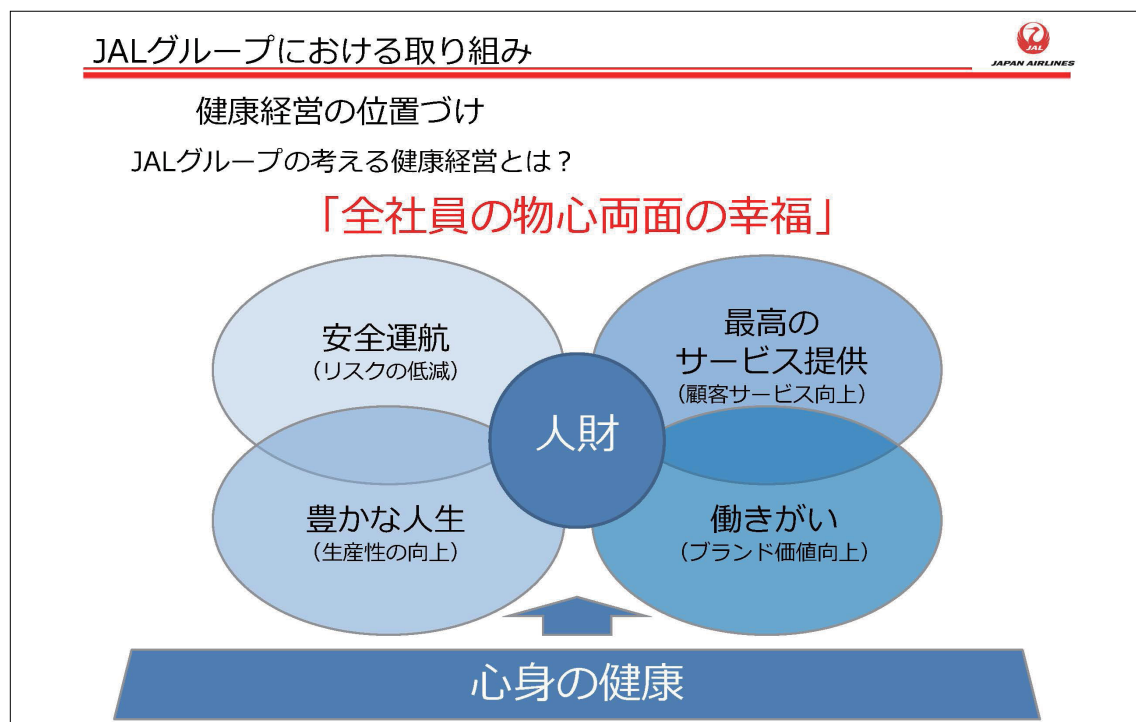 JALグループにおける取り組み
JAL
JAPAN AIRLINES
健康経営の位置づけ
JALグループの考える健康経営とは？
「全社員の物心両面の幸福」
安全運航
（リスクの低減）
最高の
サービス提供
（顧客サービス向上）
人財
豊かな人生
（生産性の向上）
働きがい
（ブランド価値向上）
心身の健康